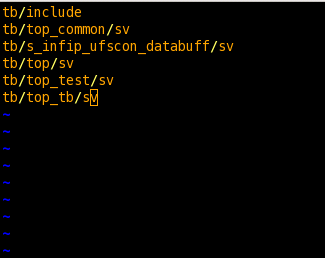 tb/include
tb/top_common/sv
tb/s_infip_ufscon_databuff/sv
tb/top/sv
tb/top_test/sv
tb/top_tb/sv
~
~
~
~
~
~
~
~
~